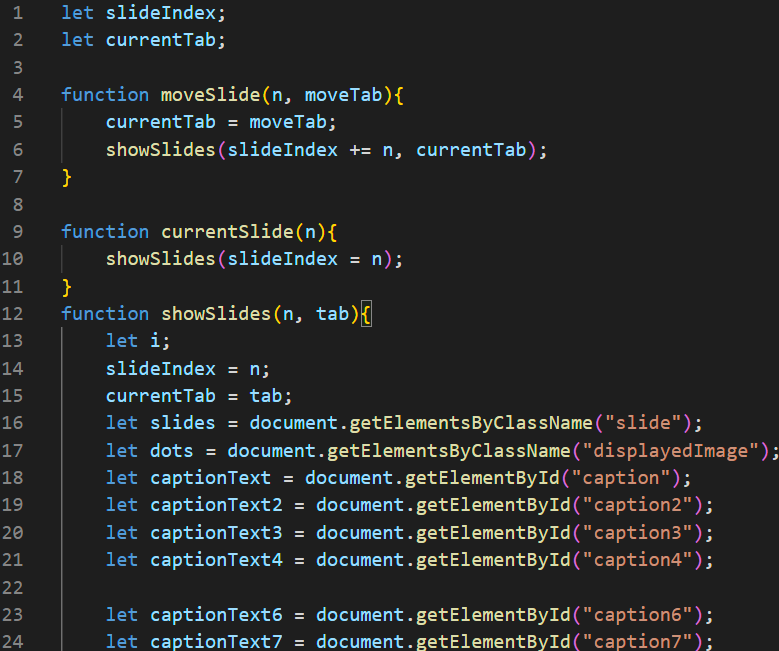 1 let slideIndex;
2 let currentTab;
3
4 function moveSlide(n, moveTab){
5 currentTab = moveTab;
6 showSlides(slideIndex += n, currentTab);
7 }
8
9 function currentSlide(n){
10 showSlides(slideIndex = n);
11 }
12 function showSlides(n, tab){
13 let i;
14 slideIndex = n;
15 currentTab = tab;
16 let slides = document.getElementsByClassName("slide");
17 let dots = document.getElementsByClassName("displayedImage");
18 let captionText = document.getElementById("caption");
19 let captionText2 = document.getElementById("caption2");
20 let captionText3 = document.getElementById("caption3");
21 let captionText4 = document.getElementById("caption4");
22
23 let captionText6 = document.getElementById("caption6");
24 let captionText7 = document.getElementById("caption7");